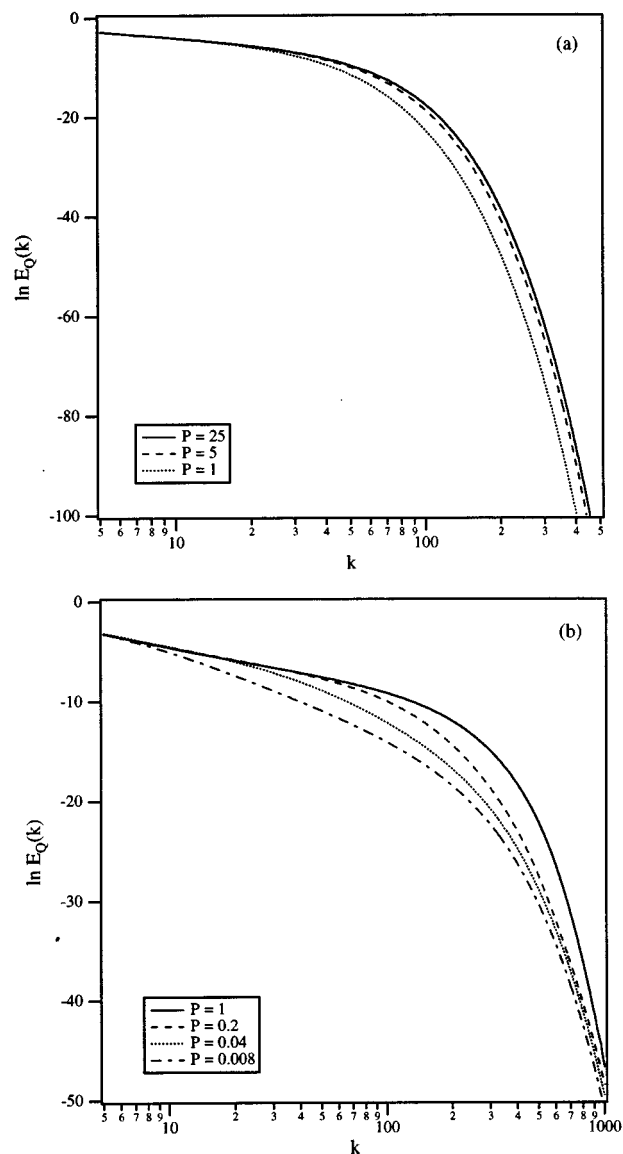 (a)
0
-20
-40
-60
-80
-100
ln E_Q(k)
P = 25
P = 5
P = 1
5 6 7 8 9 10 2 3 4 5 6 7 8 9 100 2 3 4 5
k
(b)
0
-10
-20
-30
-40
-50
ln E_Q(k)
P = 1
P = 0.2
P = 0.04
P = 0.008
5 6 7 8 9 10 2 3 4 5 6 7 8 9 100 2 3 4 5 6 7 8 9 1000
k